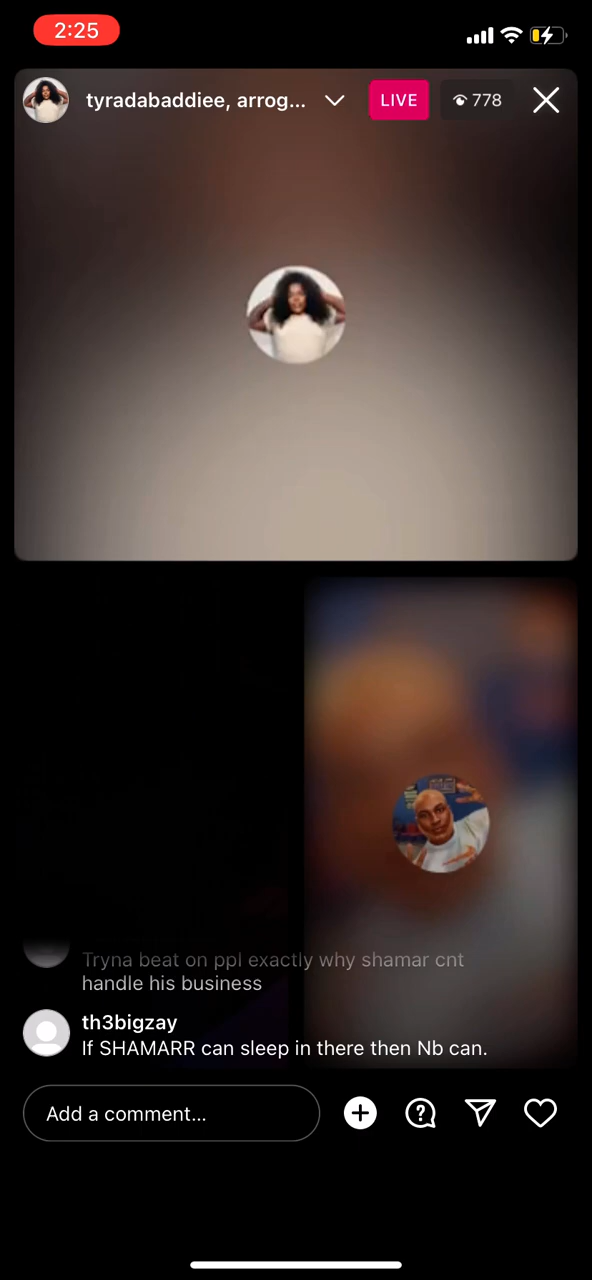 2:25
tyradabaddiee, arrog...
LIVE
778
Tryna beat on ppl exactly why shamar cnt
handle his business
th3bigzay
If SHAMARR can sleep in there then Nb can.
Add a comment...